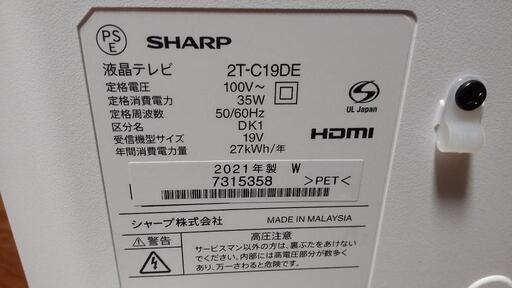 PS
E
SHARP
液晶テレビ 2T-C19DE
定格電圧 100V~
定格消費電力 35W
定格周波数 50/60Hz
区分名 DK1
受信機型サイズ 19V
年間消費電力量 27kWh/年
UL Japan
HDMI
2021年製 W
7315358 >PET<
シャープ株式会社 MADE IN MALAYSIA
警告 高圧注意
サービスマン以外の方は、裏ぶたをあけない
でください。内部には高電圧部分が数多く
あり、万一さわると危険です。